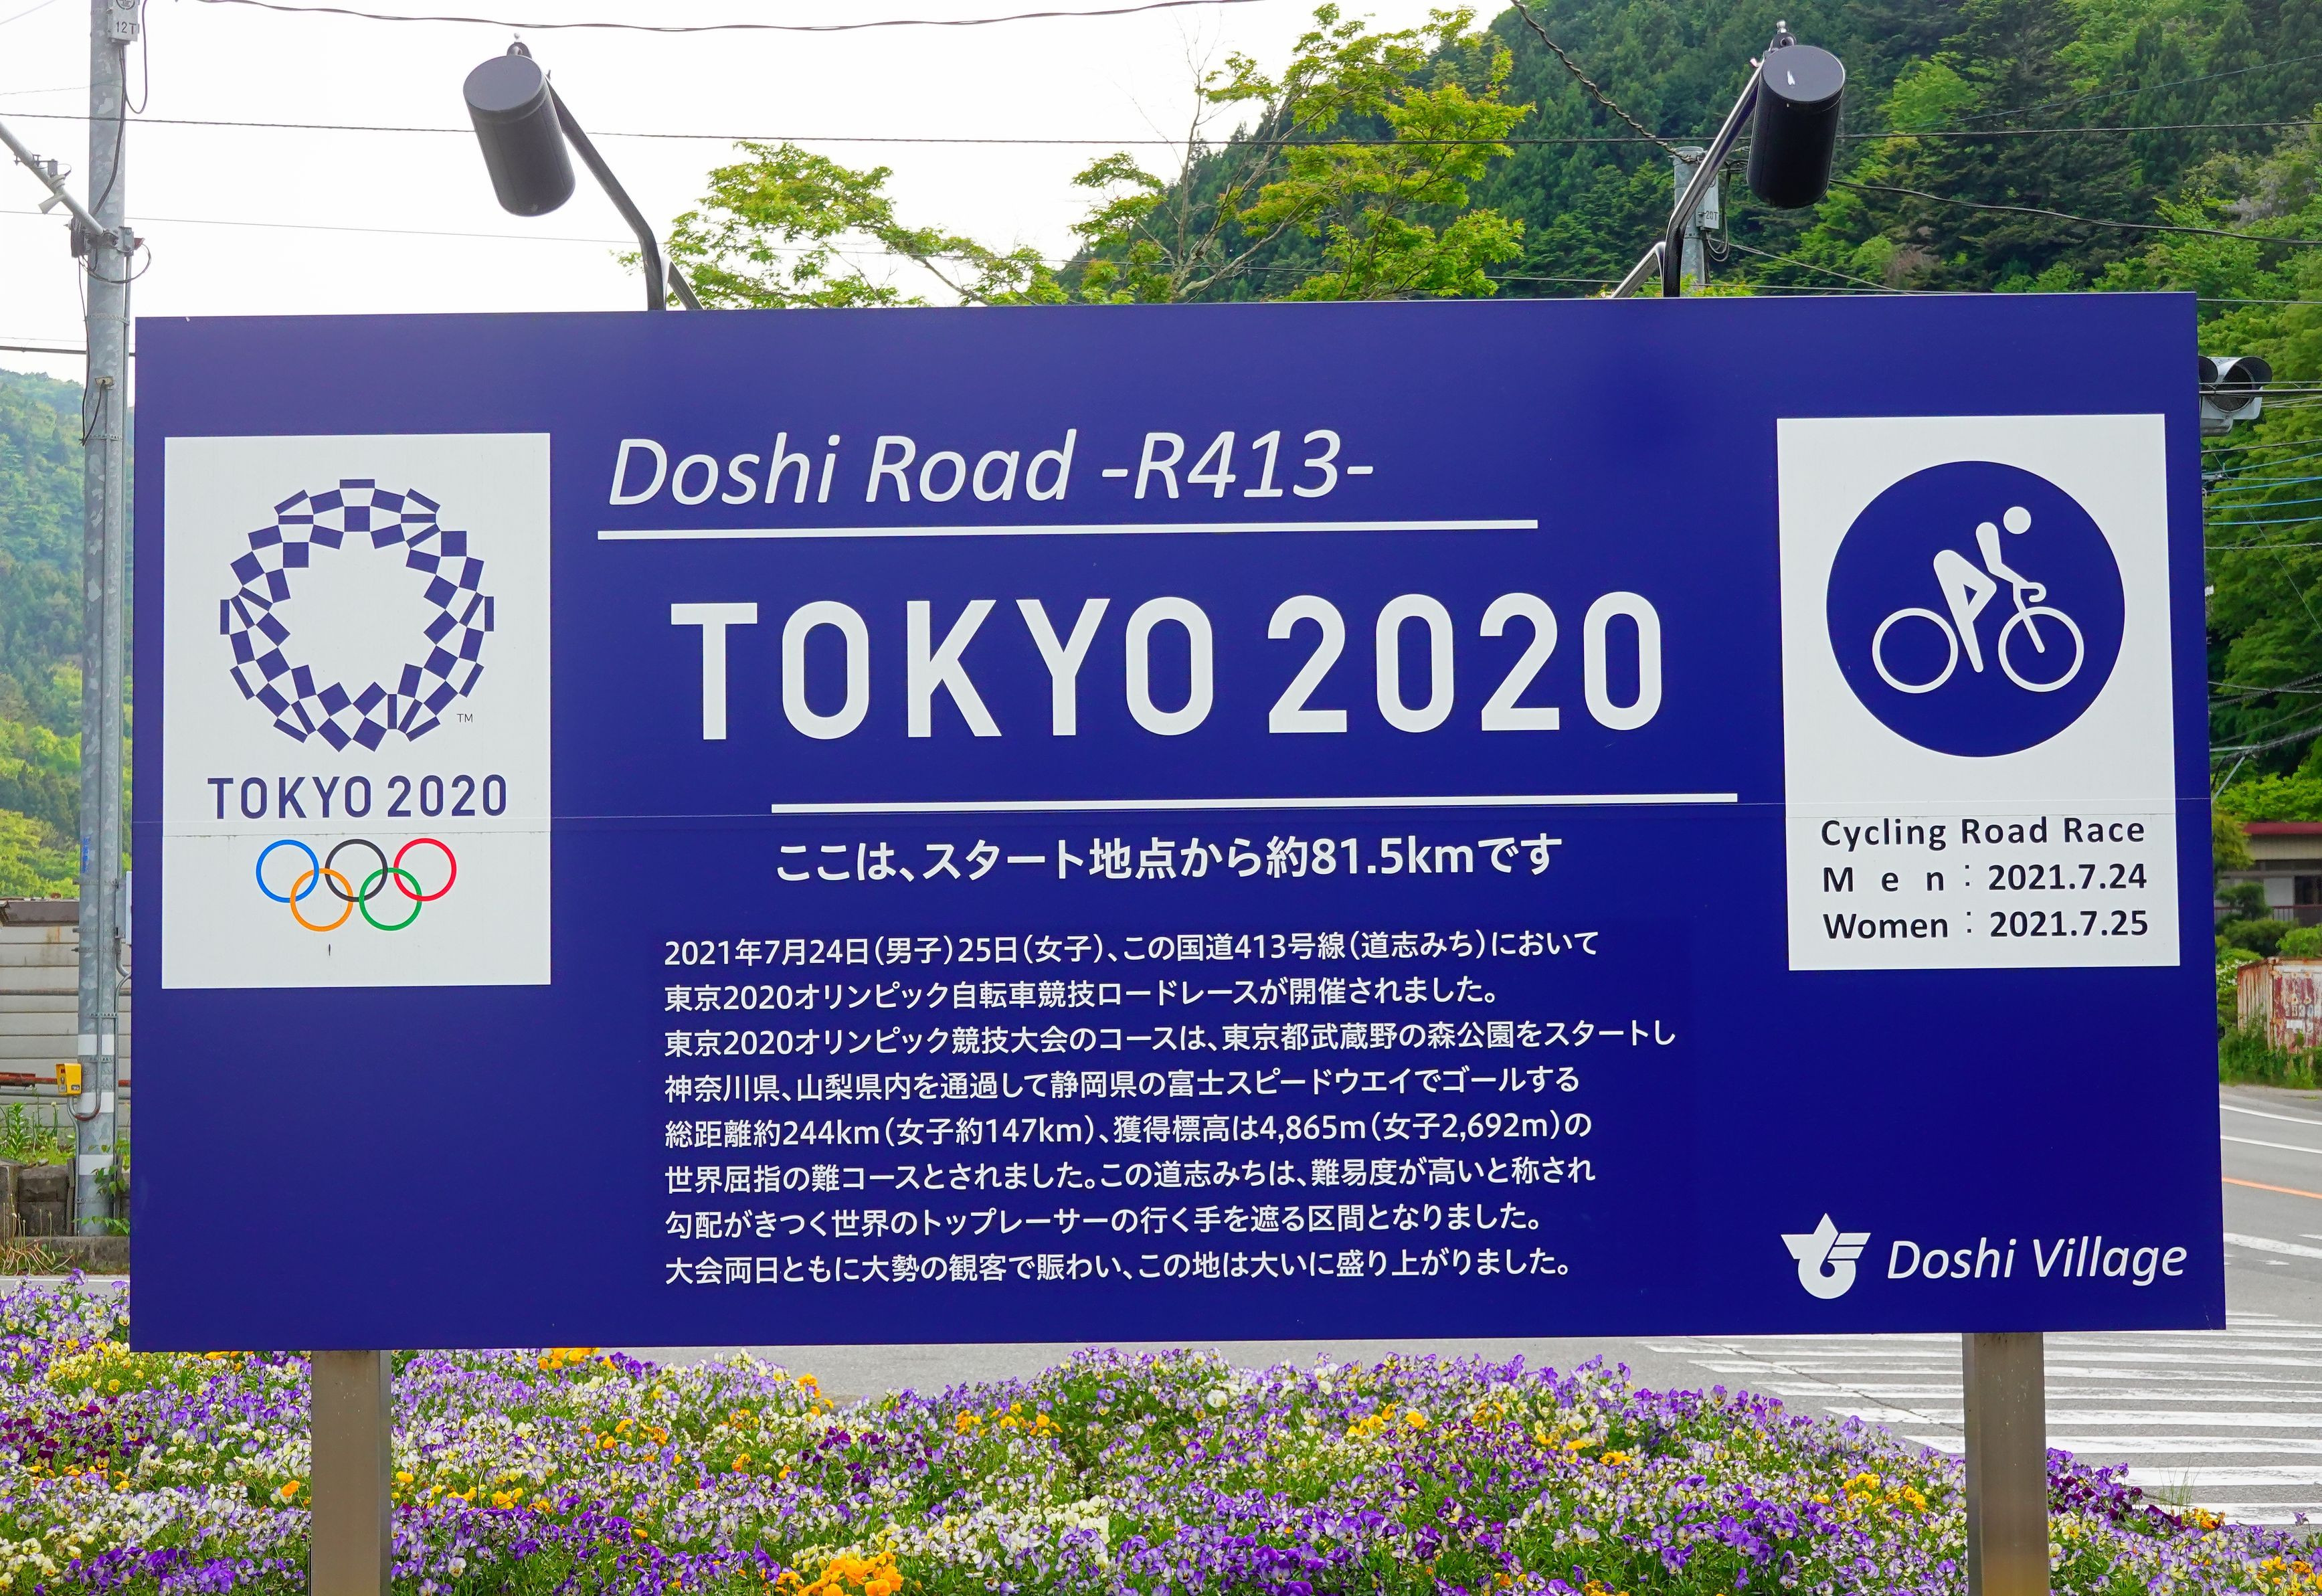 12T
20T
Doshi Road -R413-
TOKYO 2020
ここは、スタート地点から約81.5kmです
2021年7月24日（男子）25日（女子）、この国道413号線（道志みち）において
東京2020オリンピック自転車競技ロードレースが開催されました。
東京2020オリンピック競技大会のコースは、東京都武蔵野の森公園をスタートし
神奈川県、山梨県内を通過して静岡県の富士スピードウエイでゴールする
総距離約244km（女子約147km）、獲得標高は4,865m（女子2,692m）の
世界屈指の難コースとされました。この道志みちは、難易度が高いと称され
勾配がきつく世界のトップレーサーの行く手を遮る区間となりました。
大会両日ともに大勢の観客で賑わい、この地は大いに盛り上がりました。
TM
TOKYO 2020
Cycling Road Race
Men：2021.7.24
Women：2021.7.25
Doshi Village